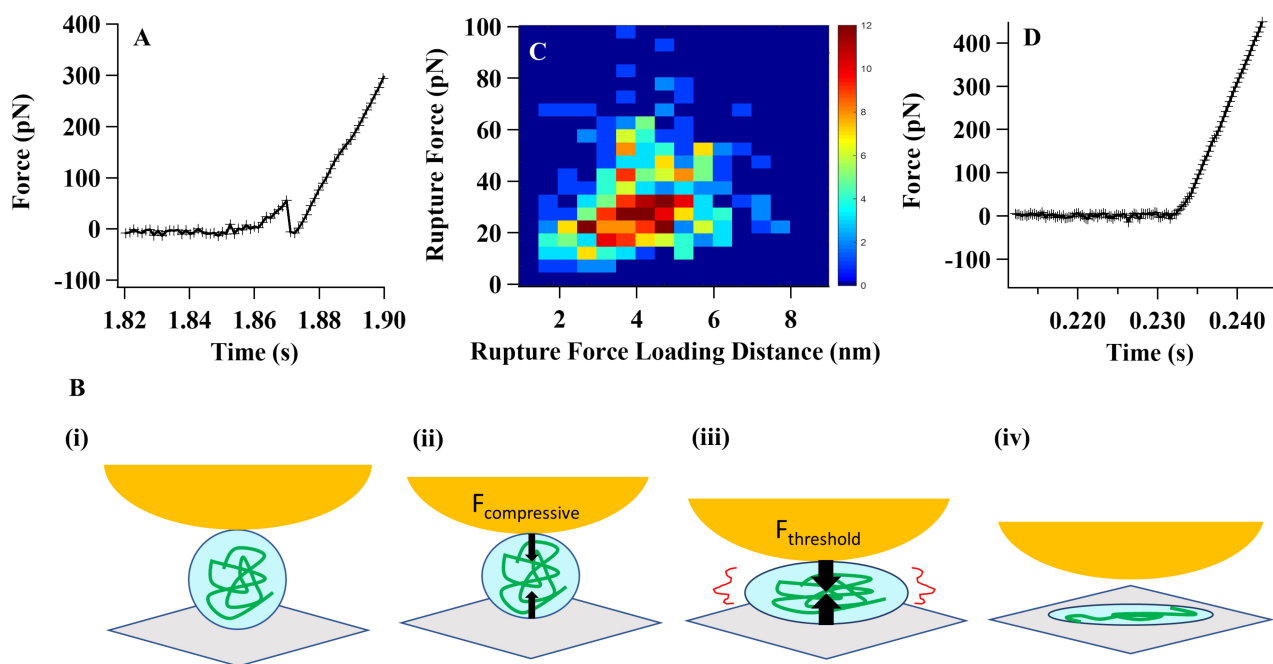 A
Force (pN)
400
300
200
100
0
-100
1.82 1.84 1.86 1.88 1.90
Time (s)
C
Rupture Force (pN)
100
80
60
40
20
0
2 4 6 8
Rupture Force Loading Distance (nm)
12
10
8
6
4
2
0
D
Force (pN)
400
300
200
100
0
-100
0.220 0.230 0.240
Time (s)
B
(i) (ii) (iii) (iv)
Fcompressive
Fthreshold